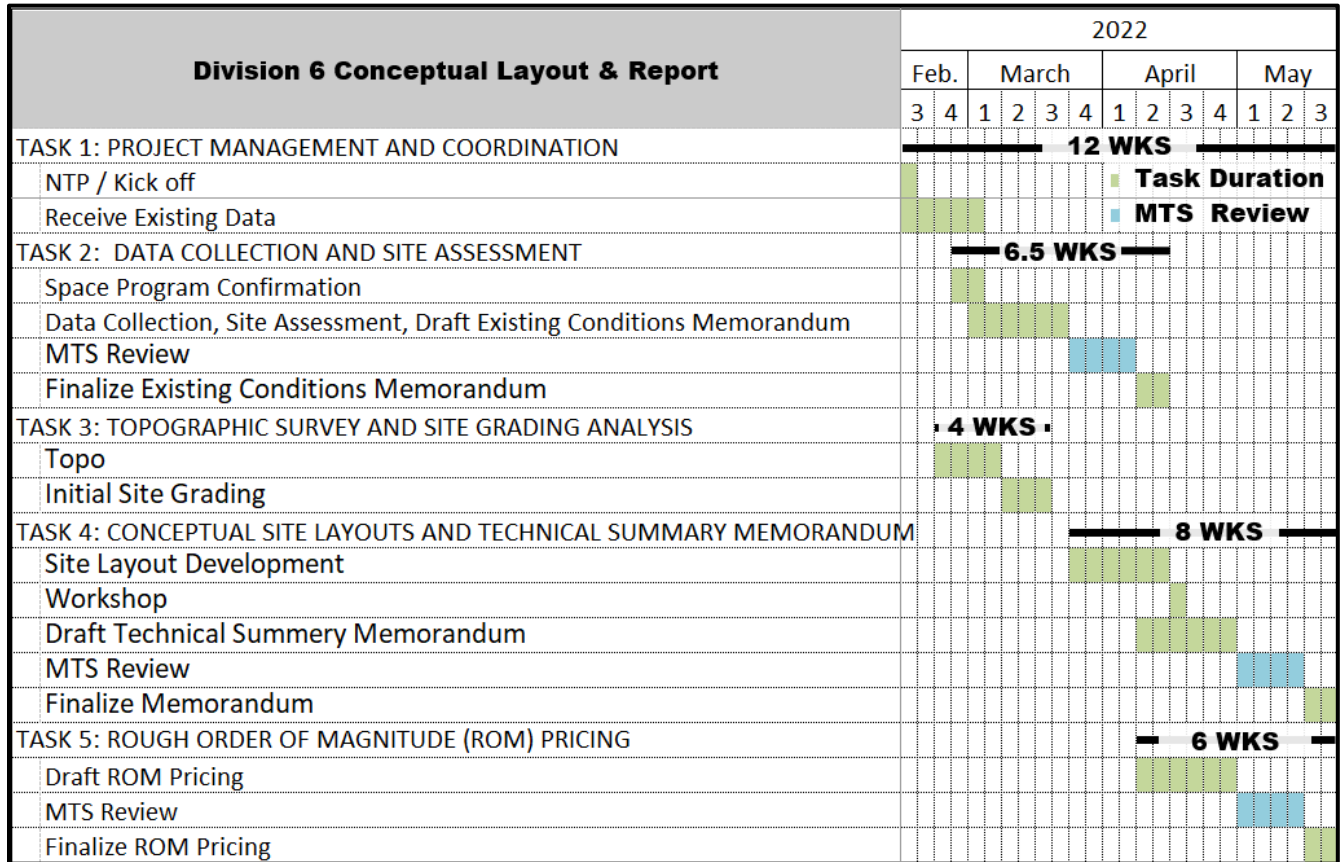 2022
Division 6 Conceptual Layout & Report
Feb. March April May
3 4 1 2 3 4 1 2 3 4 1 2 3
TASK 1: PROJECT MANAGEMENT AND COORDINATION 12 WKS
NTP / Kick off Task Duration
Receive Existing Data MTS Review
TASK 2: DATA COLLECTION AND SITE ASSESSMENT 6.5 WKS
Space Program Confirmation
Data Collection, Site Assessment, Draft Existing Conditions Memorandum
MTS Review
Finalize Existing Conditions Memorandum
TASK 3: TOPOGRAPHIC SURVEY AND SITE GRADING ANALYSIS 4 WKS
Topo
Initial Site Grading
TASK 4: CONCEPTUAL SITE LAYOUTS AND TECHNICAL SUMMARY MEMORANDUM 8 WKS
Site Layout Development
Workshop
Draft Technical Summery Memorandum
MTS Review
Finalize Memorandum
TASK 5: ROUGH ORDER OF MAGNITUDE (ROM) PRICING 6 WKS
Draft ROM Pricing
MTS Review
Finalize ROM Pricing